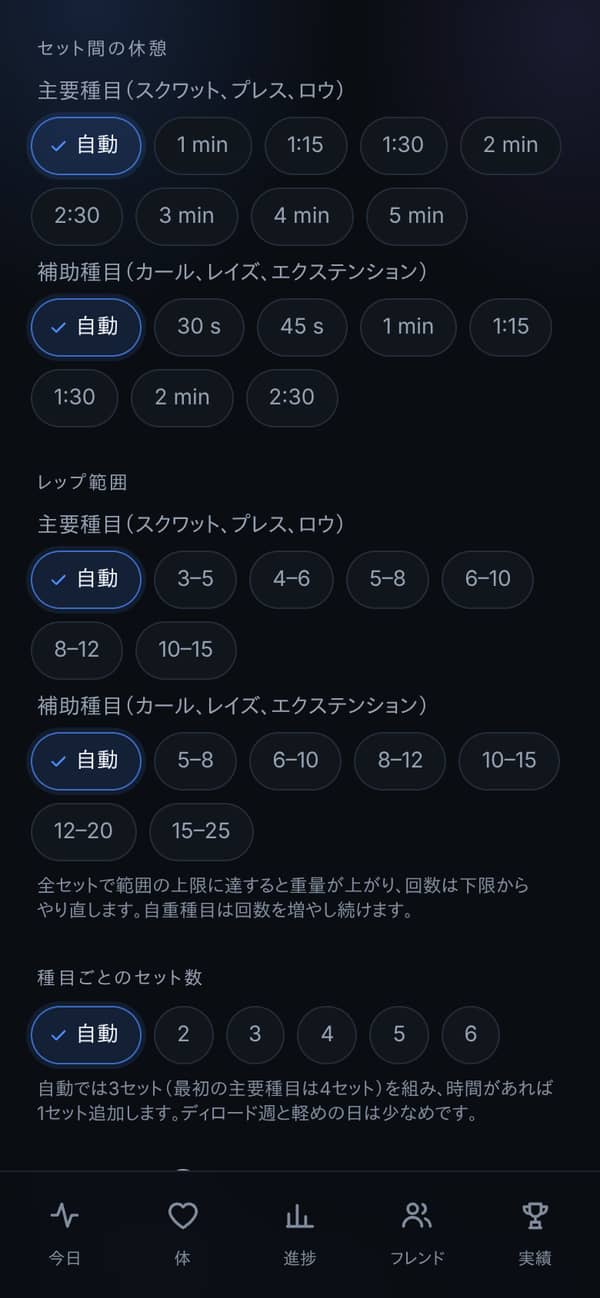 セット間の休憩
主要種目（スクワット、プレス、ロウ）
自動 1 min 1:15 1:30 2 min
2:30 3 min 4 min 5 min
補助種目（カール、レイズ、エクステンション）
自動 30 s 45 s 1 min 1:15
1:30 2 min 2:30
レップ範囲
主要種目（スクワット、プレス、ロウ）
自動 3–5 4–6 5–8 6–10
8–12 10–15
補助種目（カール、レイズ、エクステンション）
自動 5–8 6–10 8–12 10–15
12–20 15–25
全セットで範囲の上限に達すると重量が上がり、回数は下限から
やり直します。自重種目は回数を増やし続けます。
種目ごとのセット数
自動 2 3 4 5 6
自動では3セット（最初の主要種目は4セット）を組み、時間があれば
1セット追加します。ディロード週と軽めの日は少なめです。
今日 体 進捗 フレンド 実績